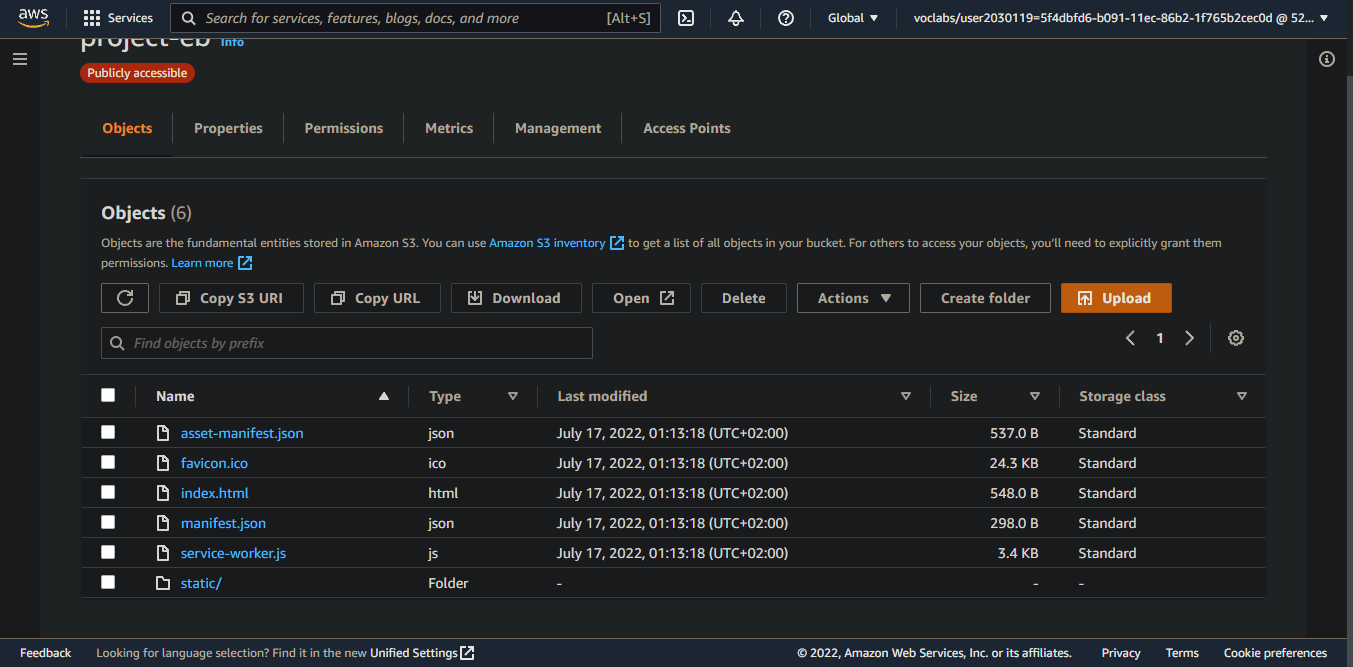 aws
Services
Search for services, features, blogs, docs, and more [Alt+S]
Global
voclabs/user2030119=5f4dbfd6-b091-11ec-86b2-1f765b2cec0d @ 52...
project-eb Info
Publicly accessible
Objects Properties Permissions Metrics Management Access Points
Objects (6)
Objects are the fundamental entities stored in Amazon S3. You can use Amazon S3 inventory to get a list of all objects in your bucket. For others to access your objects, you'll need to explicitly grant them
permissions. Learn more
Copy S3 URI Copy URL Download Open Delete Actions Create folder Upload
Find objects by prefix
1
Name Type Last modified Size Storage class
asset-manifest.json json July 17, 2022, 01:13:18 (UTC+02:00) 537.0 B Standard
favicon.ico ico July 17, 2022, 01:13:18 (UTC+02:00) 24.3 KB Standard
index.html html July 17, 2022, 01:13:18 (UTC+02:00) 548.0 B Standard
manifest.json json July 17, 2022, 01:13:18 (UTC+02:00) 298.0 B Standard
service-worker.js js July 17, 2022, 01:13:18 (UTC+02:00) 3.4 KB Standard
static/ Folder - - -
Feedback Looking for language selection? Find it in the new Unified Settings © 2022, Amazon Web Services, Inc. or its affiliates. Privacy Terms Cookie preferences